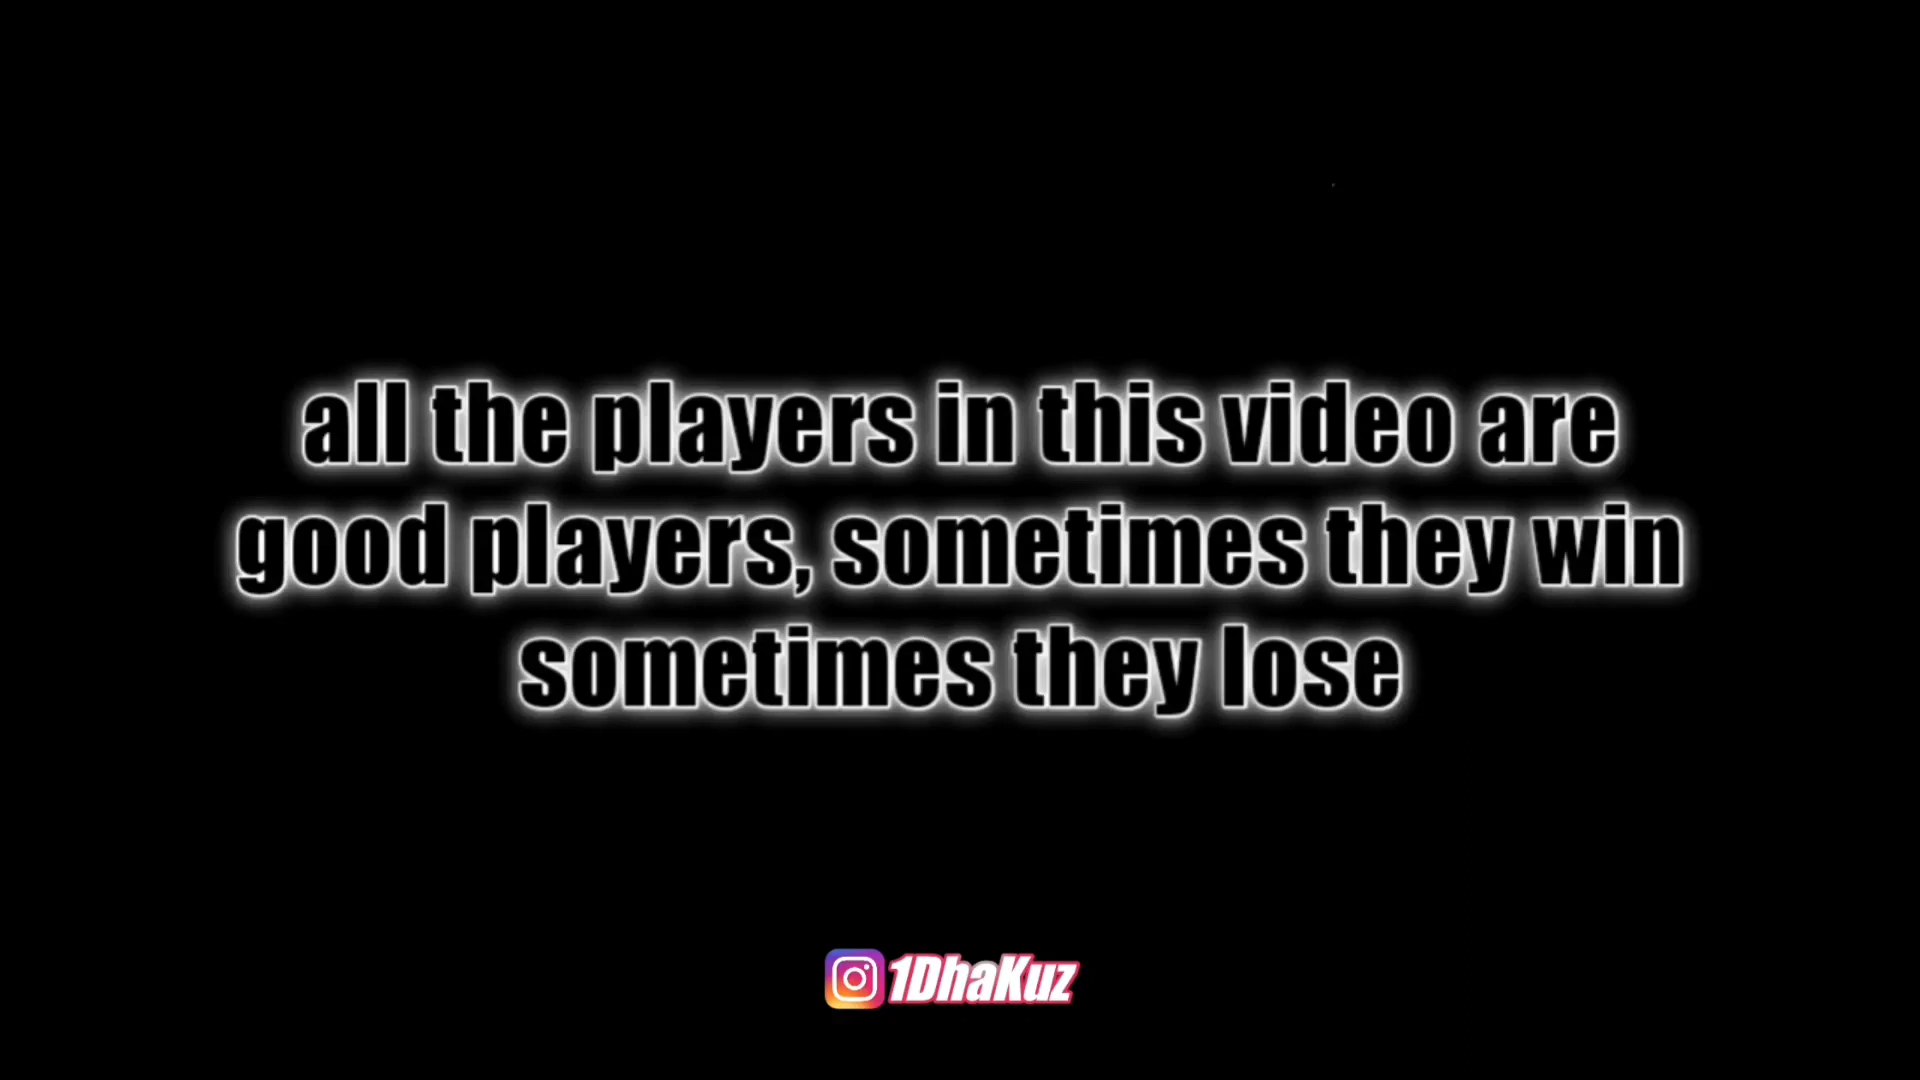 all the players in this video are
good players, sometimes they win
sometimes they lose
1DhaKuz